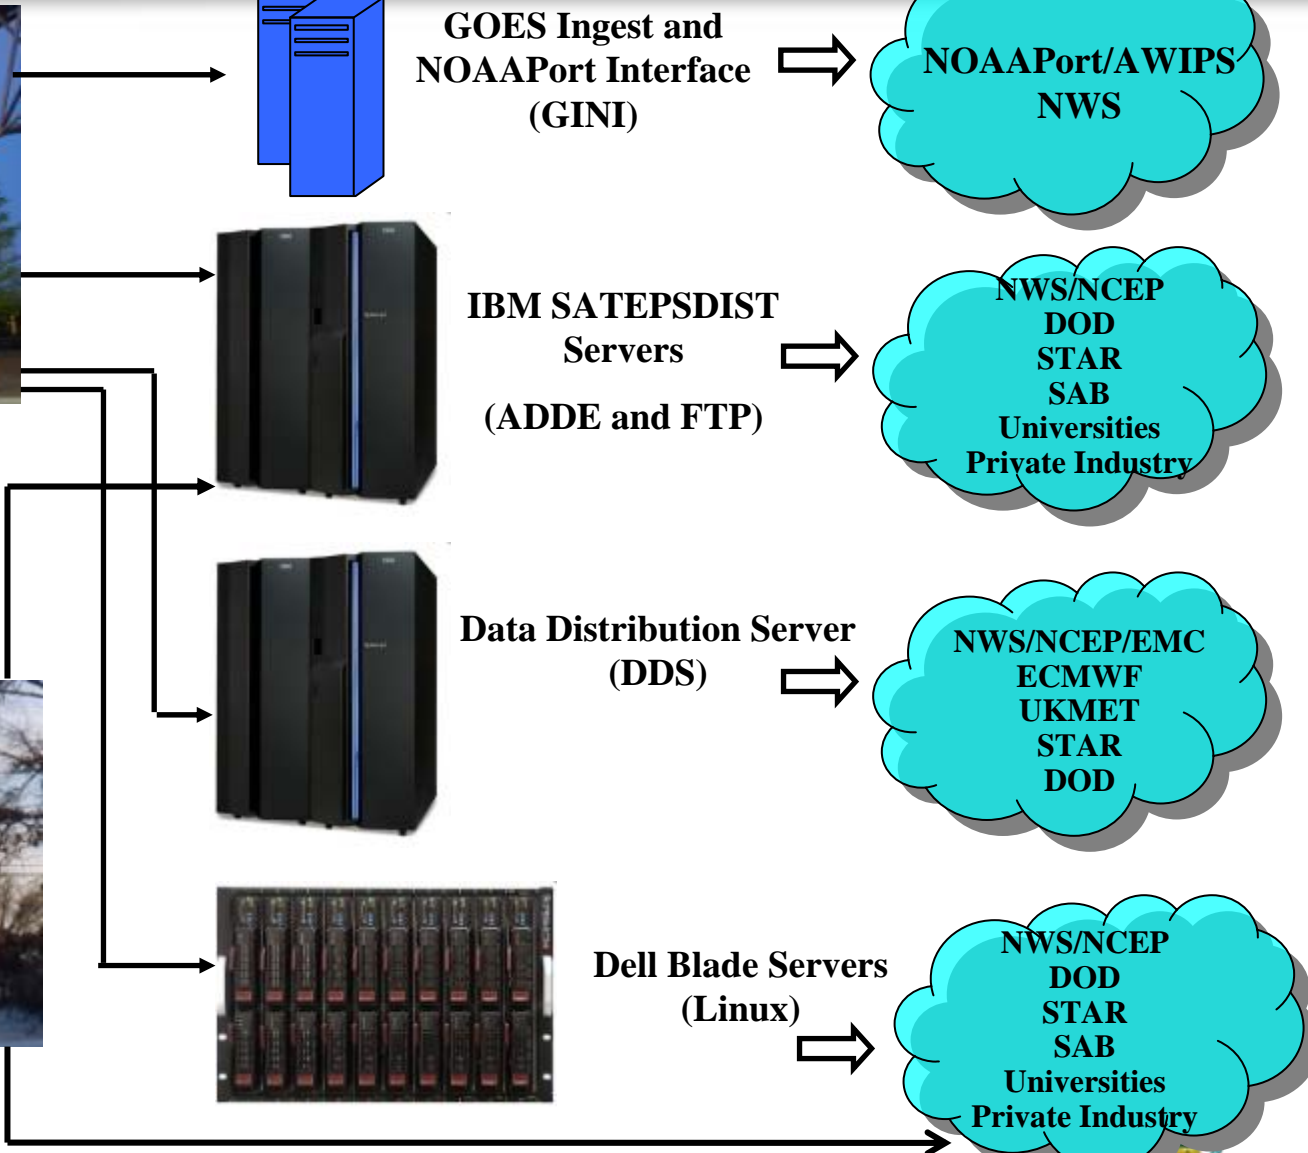 GOES Ingest and
NOAAPort Interface
(GINI)
NOAAPort/AWIPS
NWS
IBM SATEPSDIST
Servers
(ADDE and FTP)
NWS/NCEP
DOD
STAR
SAB
Universities
Private Industry
Data Distribution Server
(DDS)
NWS/NCEP/EMC
ECMWF
UKMET
STAR
DOD
Dell Blade Servers
(Linux)
NWS/NCEP
DOD
STAR
SAB
Universities
Private Industry